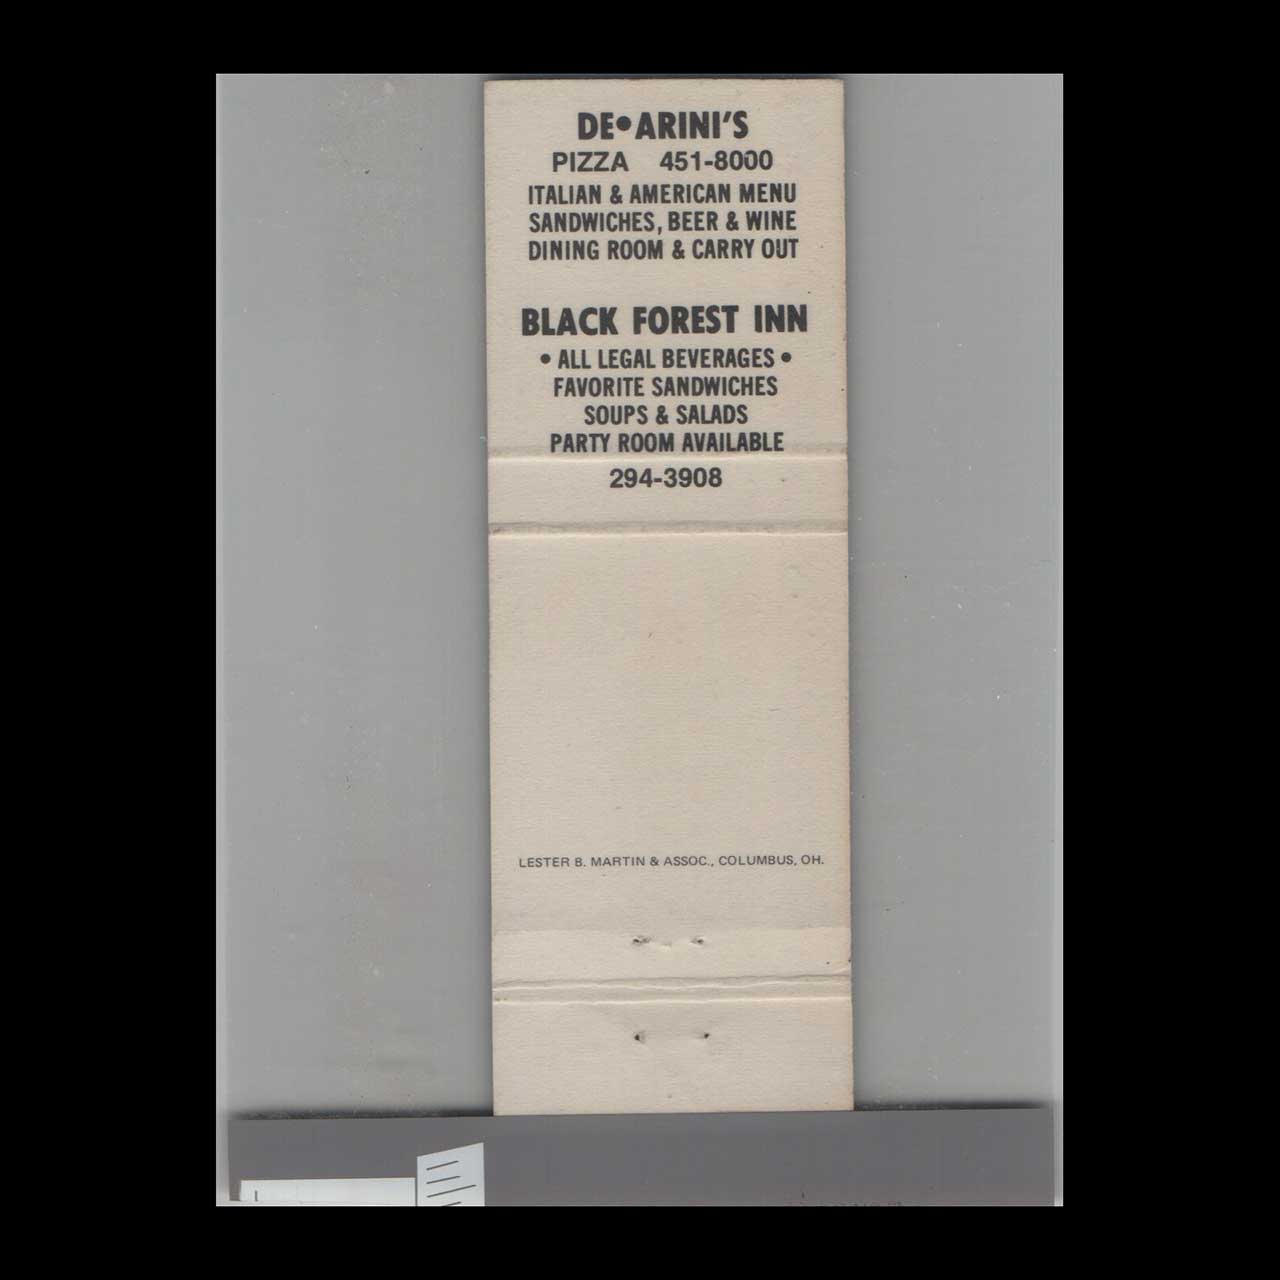 DE•ARINI'S
PIZZA 451-8000
ITALIAN & AMERICAN MENU
SANDWICHES, BEER & WINE
DINING ROOM & CARRY OUT
BLACK FOREST INN
• ALL LEGAL BEVERAGES •
FAVORITE SANDWICHES
SOUPS & SALADS
PARTY ROOM AVAILABLE
294-3908
LESTER B. MARTIN & ASSOC., COLUMBUS, OH.